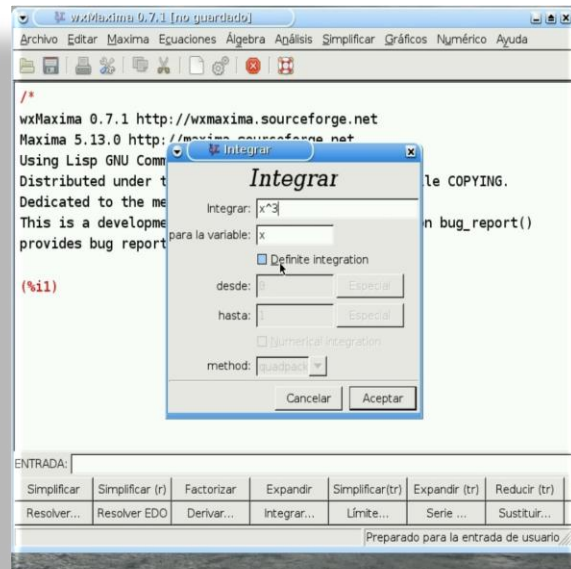 wxMaxima 0.7.1 [no guardado]
Archivo Editar Maxima Ecuaciones Álgebra Análisis Simplificar Gráficos Numérico Ayuda
/*
wxMaxima 0.7.1 http://wxmaxima.sourceforge.net
Maxima 5.13.0 http://maxima.sourceforge.net
Using Lisp GNU Comm
Distributed under t le COPYING.
Dedicated to the me
This is a developme n bug_report()
provides bug report
(%i1)
Integrar
Integrar
Integrar: x^3
para la variable: x
Definite integration
desde: 0 Especial
hasta: 1 Especial
Numerical integration
method: quadpack
Cancelar Aceptar
ENTRADA:
Simplificar Simplificar (r) Factorizar Expandir Simplificar(tr) Expandir (tr) Reducir (tr)
Resolver... Resolver EDO Derivar... Integrar... Límite... Serie ... Sustituir...
Preparado para la entrada de usuario